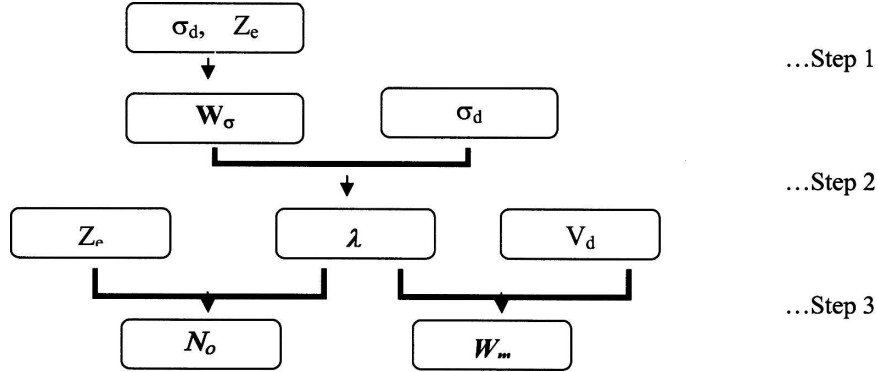 σd, Ze
…Step 1
Wσ
σd
…Step 2
Ze
λ
Vd
…Step 3
No
Wm